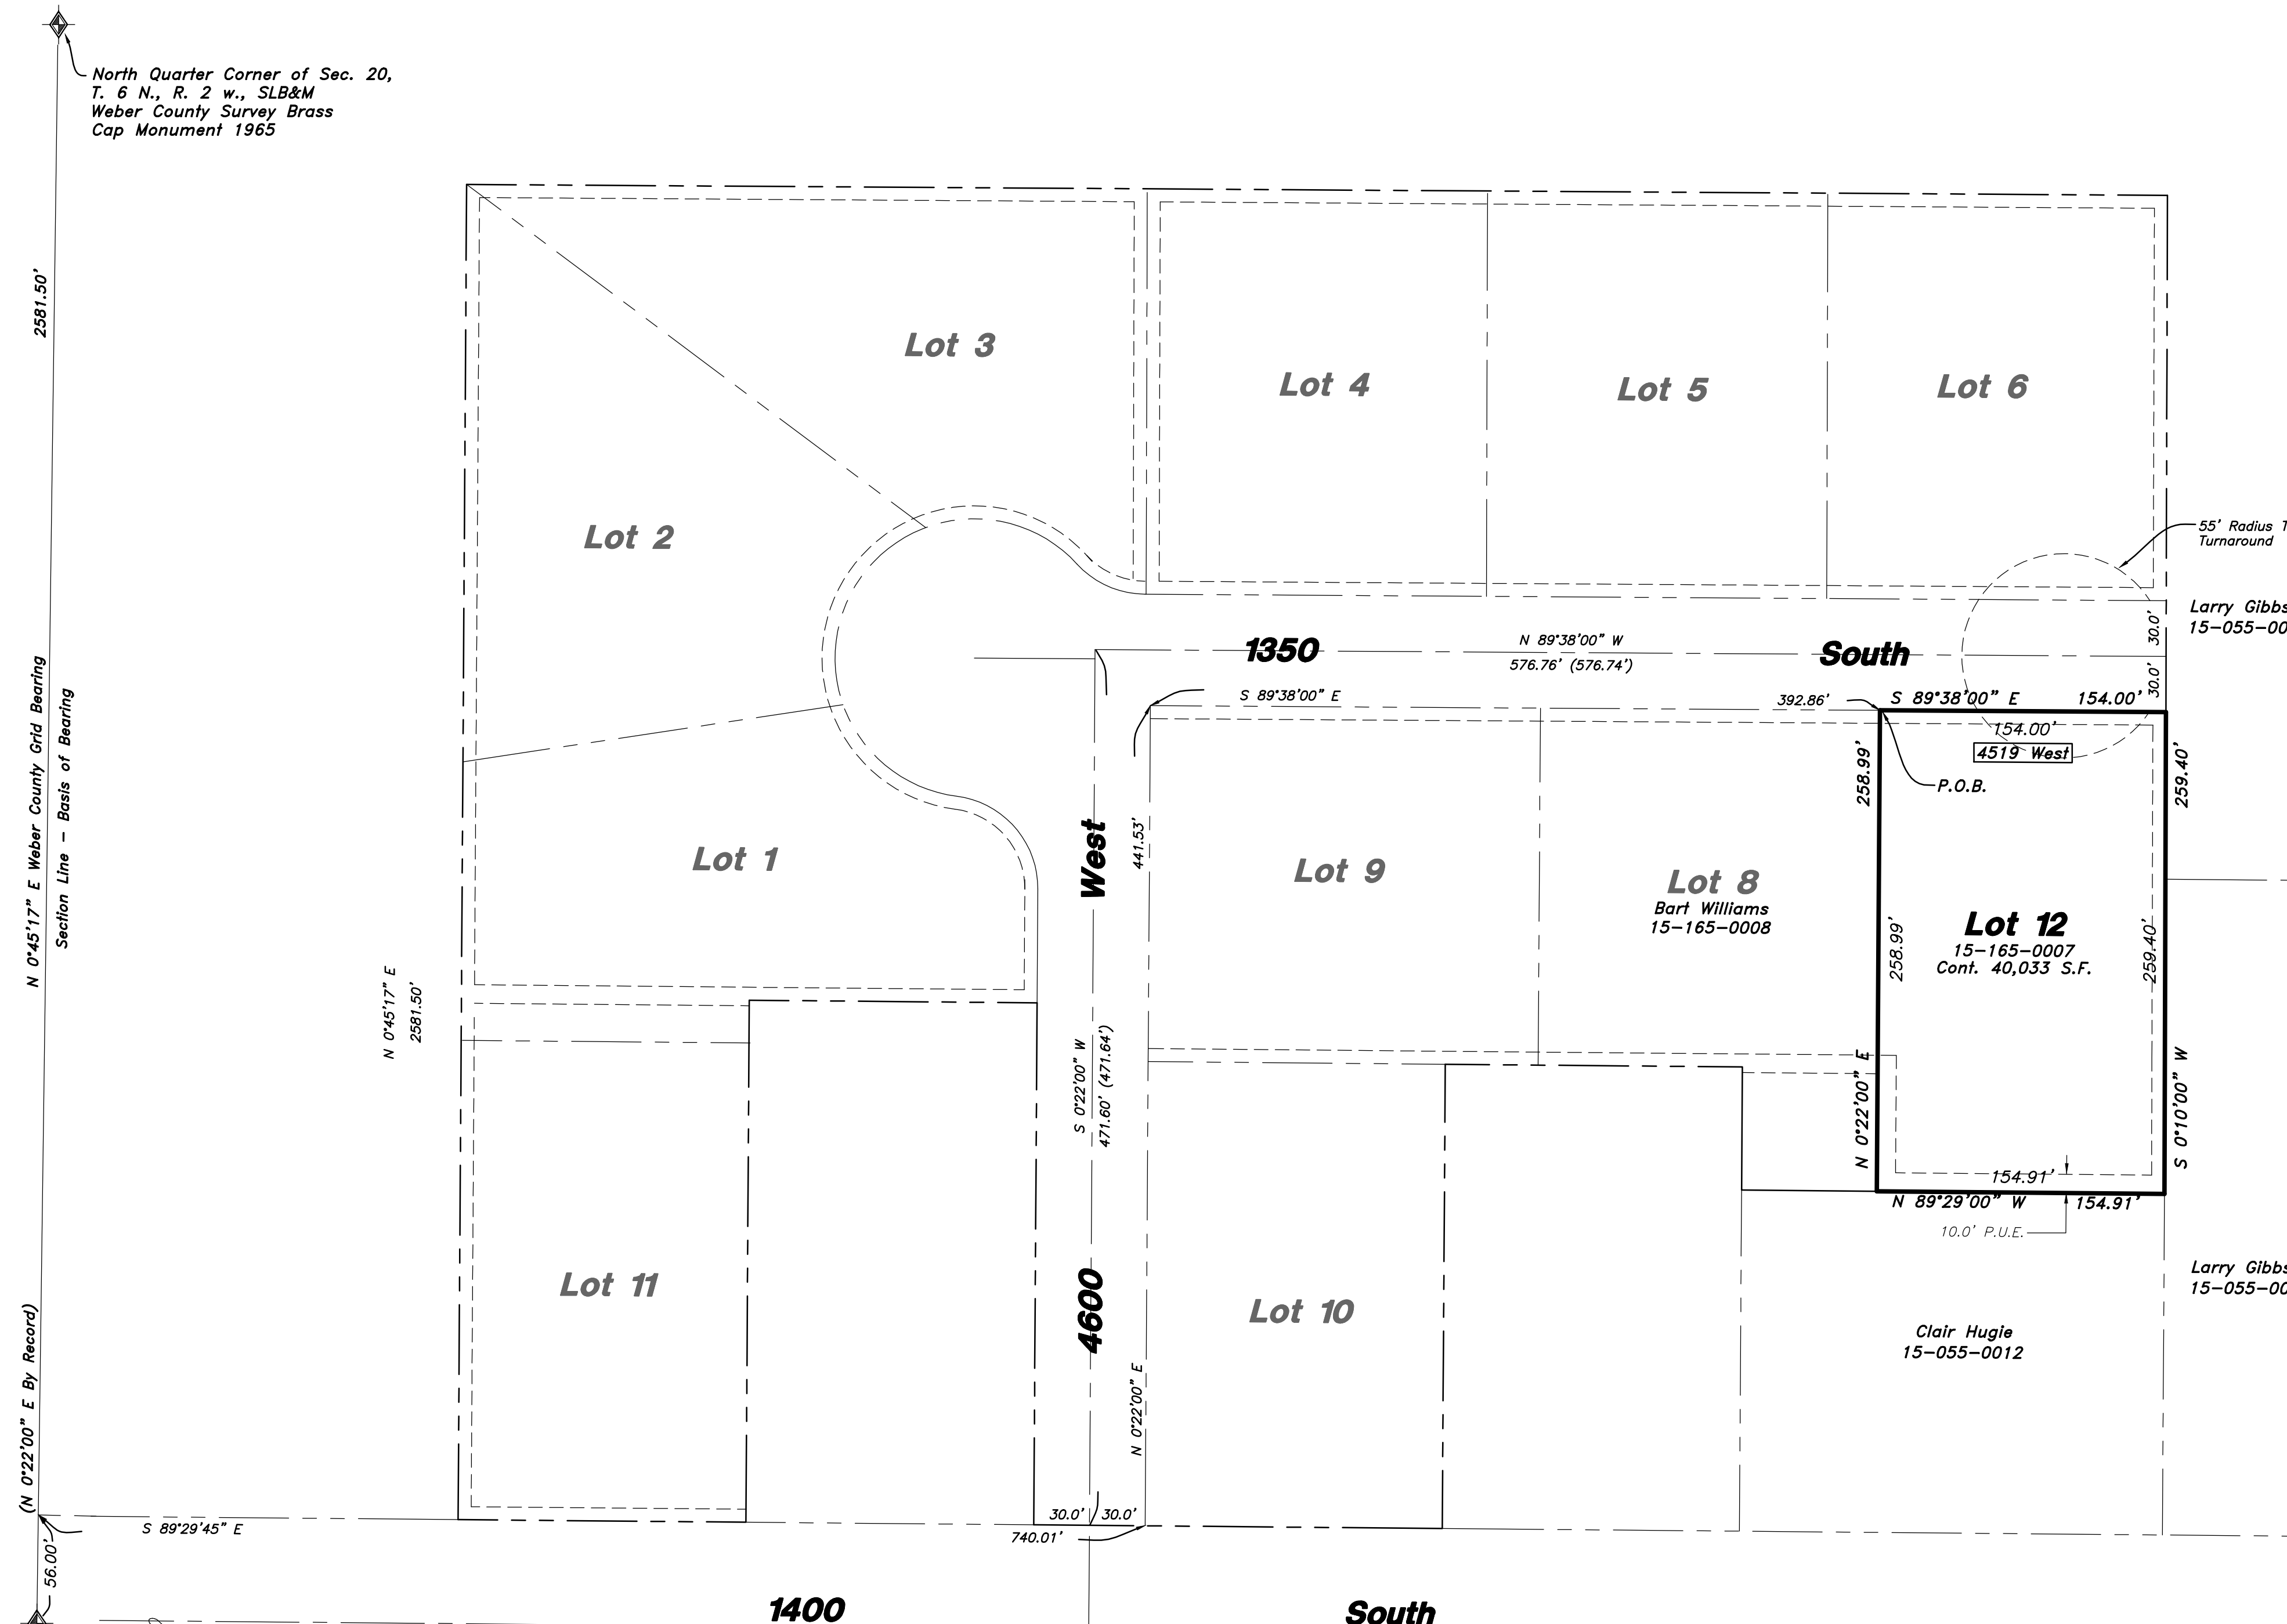 North Quarter Corner of Sec. 20,
T. 6 N., R. 2 w., SLB&M
Weber County Survey Brass
Cap Monument 1965
2581.50'
N 0°45'17" E Weber County Grid Bearing
Section Line - Basis of Bearing
(N 0°22'00" E By Record)
56.00'
S 89°29'45" E
N 0°45'17" E
2581.50'
Lot 3
Lot 4
Lot 5
Lot 6
Lot 2
55' Radius T
Turnaround
Larry Gibbs
15-055-00
30.0'
30.0'
1350
N 89°38'00" W
576.76' (576.74')
South
S 89°38'00" E
392.86'
S 89°38'00" E
154.00'
154.00'
4519 West
P.O.B.
258.99'
259.40'
Lot 1
West
441.53'
Lot 9
Lot 8
Bart Williams
15-165-0008
Lot 12
15-165-0007
Cont. 40,033 S.F.
258.99'
259.40'
N 0°22'00" E
S 0°10'00" W
S 0°22'00" W
471.60' (471.64')
154.91'
N 89°29'00" W
154.91'
10.0' P.U.E.
Lot 11
4600
Lot 10
N 0°22'00" E
Larry Gibbs
15-055-00
Clair Hugie
15-055-0012
30.0'
30.0'
740.01'
1400
South